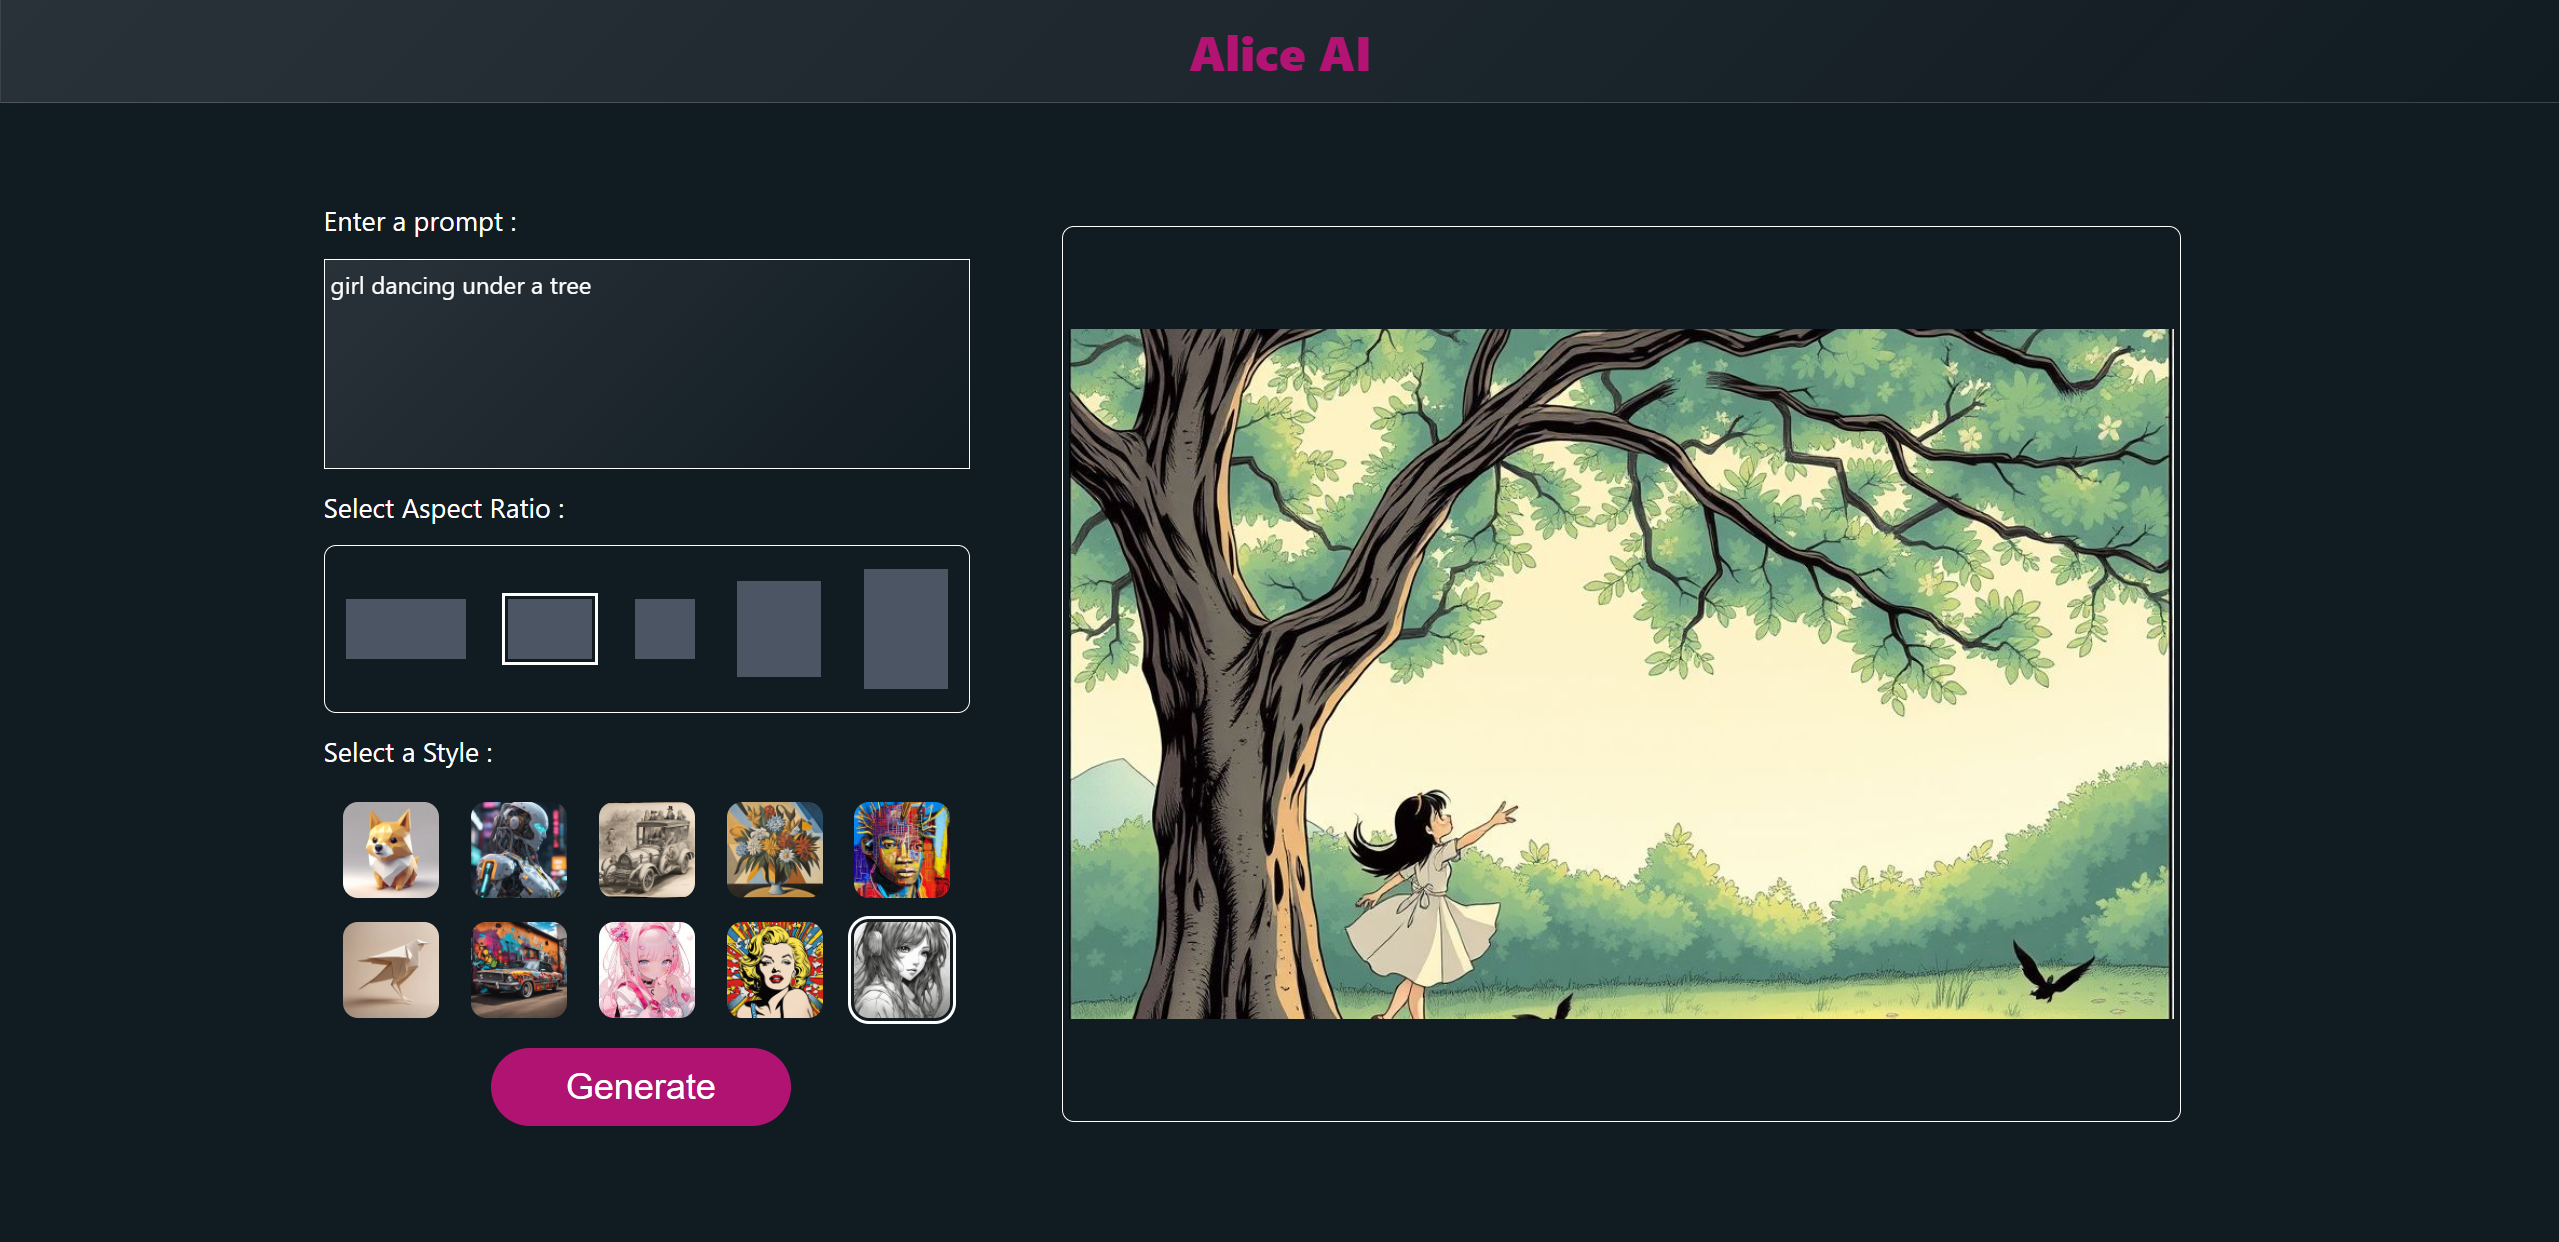 Alice AI
Enter a prompt :
girl dancing under a tree
Select Aspect Ratio :
Select a Style :
Generate